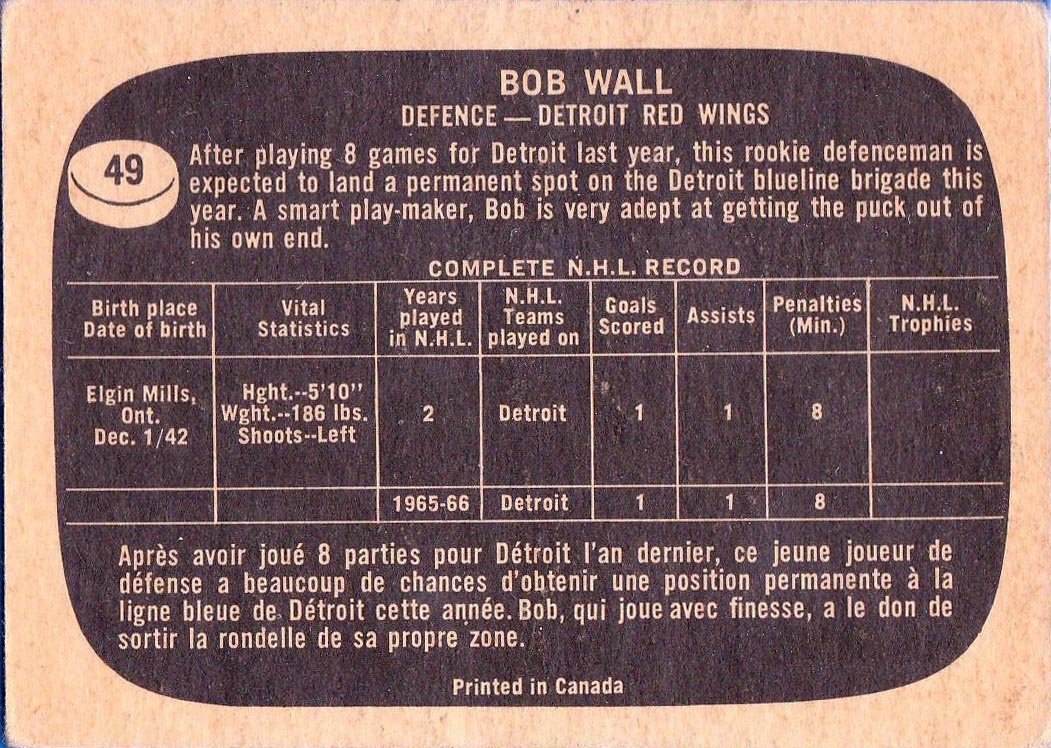 BOB WALL
DEFENCE — DETROIT RED WINGS
49
After playing 8 games for Detroit last year, this rookie defenceman is
expected to land a permanent spot on the Detroit blueline brigade this
year. A smart play-maker, Bob is very adept at getting the puck out of
his own end.
COMPLETE N.H.L. RECORD
Birth place
Date of birth
Vital
Statistics
Years
played
in N.H.L.
N.H.L.
Teams
played on
Goals
Scored
Assists
Penalties
(Min.)
N.H.L.
Trophies
Elgin Mills,
Ont.
Dec. 1/42
Hght.--5'10''
Wght.--186 lbs.
Shoots--Left
2
Detroit
1
1
8
1965-66
Detroit
1
1
8
Après avoir joué 8 parties pour Détroit l'an dernier, ce jeune joueur de
défense a beaucoup de chances d'obtenir une position permanente à la
ligne bleue de Détroit cette année. Bob, qui joue avec finesse, a le don de
sortir la rondelle de sa propre zone.
Printed in Canada